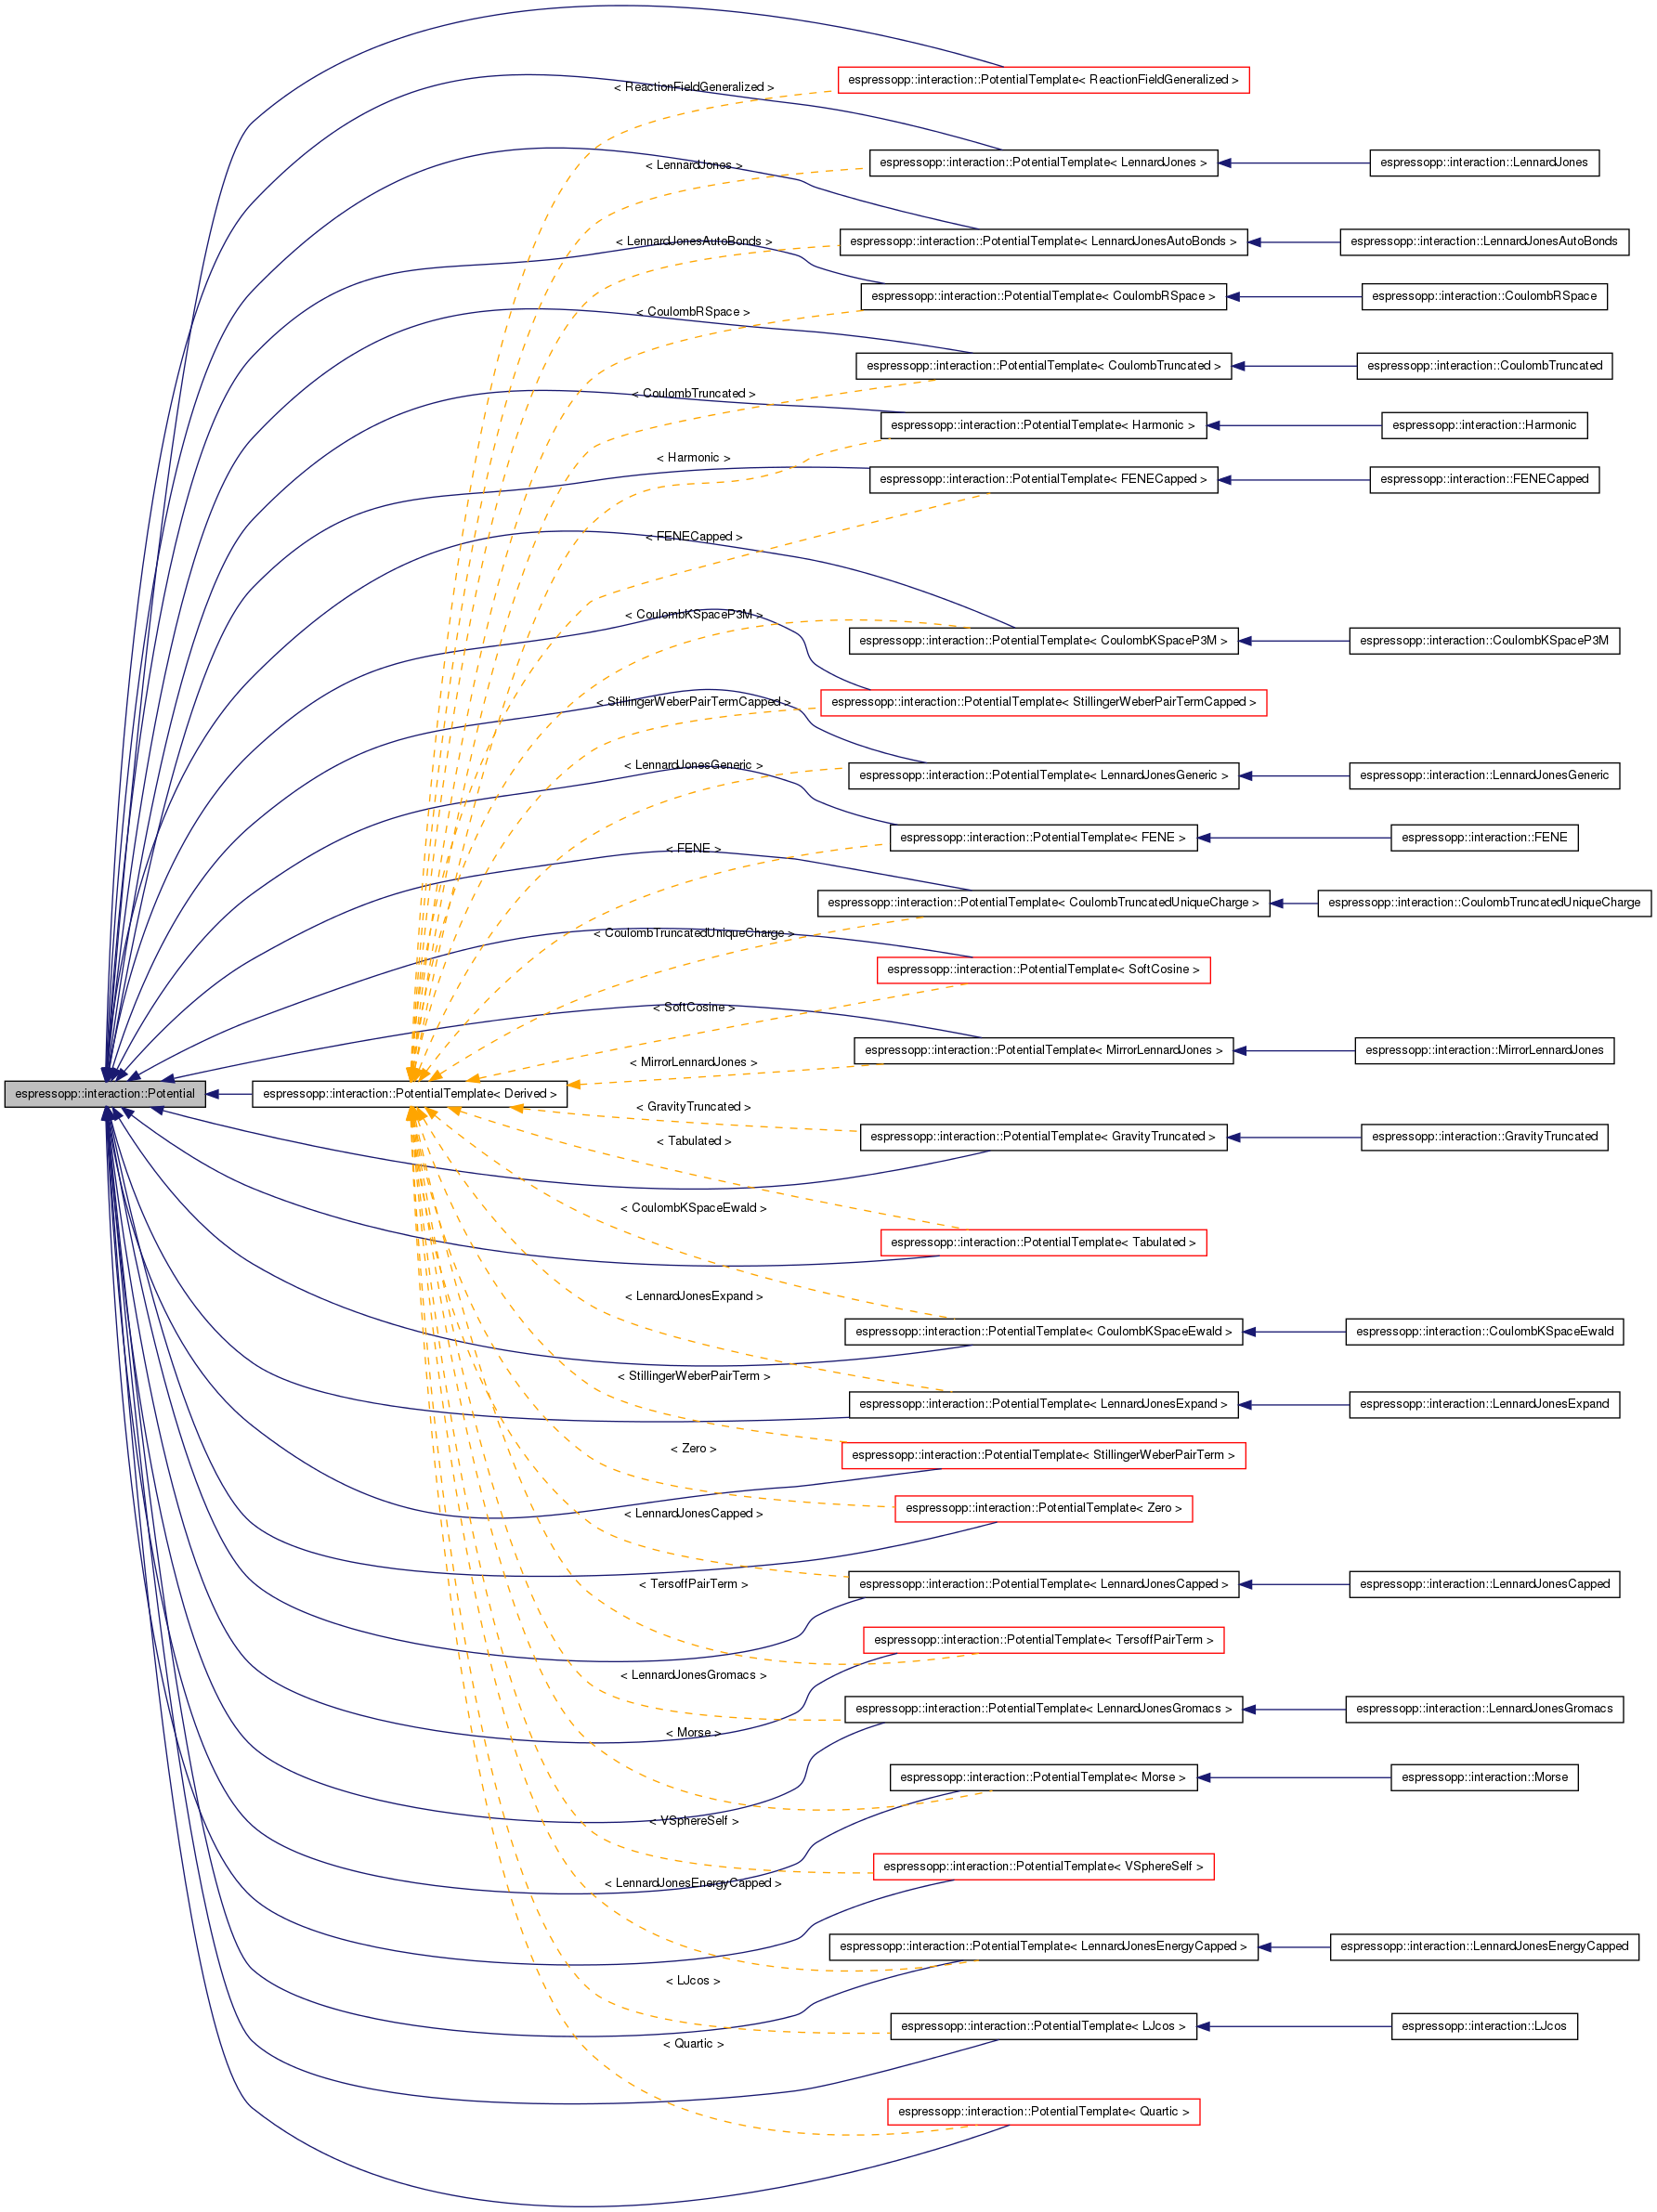 espressopp::interaction::PotentialTemplate< ReactionFieldGeneralized >
< ReactionFieldGeneralized >
espressopp::interaction::PotentialTemplate< LennardJones >
espressopp::interaction::LennardJones
< LennardJones >
espressopp::interaction::PotentialTemplate< LennardJonesAutoBonds >
espressopp::interaction::LennardJonesAutoBonds
< LennardJonesAutoBonds >
espressopp::interaction::PotentialTemplate< CoulombRSpace >
espressopp::interaction::CoulombRSpace
< CoulombRSpace >
espressopp::interaction::PotentialTemplate< CoulombTruncated >
espressopp::interaction::CoulombTruncated
< CoulombTruncated >
espressopp::interaction::PotentialTemplate< Harmonic >
espressopp::interaction::Harmonic
< Harmonic >
espressopp::interaction::PotentialTemplate< FENECapped >
espressopp::interaction::FENECapped
< FENECapped >
< CoulombKSpaceP3M >
espressopp::interaction::PotentialTemplate< CoulombKSpaceP3M >
espressopp::interaction::CoulombKSpaceP3M
< StillingerWeberPairTermCapped >
espressopp::interaction::PotentialTemplate< StillingerWeberPairTermCapped >
< LennardJonesGeneric >
espressopp::interaction::PotentialTemplate< LennardJonesGeneric >
espressopp::interaction::LennardJonesGeneric
espressopp::interaction::PotentialTemplate< FENE >
espressopp::interaction::FENE
< FENE >
espressopp::interaction::PotentialTemplate< CoulombTruncatedUniqueCharge >
espressopp::interaction::CoulombTruncatedUniqueCharge
< CoulombTruncatedUniqueCharge >
espressopp::interaction::PotentialTemplate< SoftCosine >
< SoftCosine >
espressopp::interaction::PotentialTemplate< MirrorLennardJones >
espressopp::interaction::MirrorLennardJones
< MirrorLennardJones >
espressopp::interaction::Potential
espressopp::interaction::PotentialTemplate< Derived >
< GravityTruncated >
espressopp::interaction::PotentialTemplate< GravityTruncated >
espressopp::interaction::GravityTruncated
< Tabulated >
< CoulombKSpaceEwald >
espressopp::interaction::PotentialTemplate< Tabulated >
< LennardJonesExpand >
espressopp::interaction::PotentialTemplate< CoulombKSpaceEwald >
espressopp::interaction::CoulombKSpaceEwald
< StillingerWeberPairTerm >
espressopp::interaction::PotentialTemplate< LennardJonesExpand >
espressopp::interaction::LennardJonesExpand
< Zero >
espressopp::interaction::PotentialTemplate< StillingerWeberPairTerm >
espressopp::interaction::PotentialTemplate< Zero >
< LennardJonesCapped >
< TersoffPairTerm >
espressopp::interaction::PotentialTemplate< LennardJonesCapped >
espressopp::interaction::LennardJonesCapped
espressopp::interaction::PotentialTemplate< TersoffPairTerm >
< LennardJonesGromacs >
espressopp::interaction::PotentialTemplate< LennardJonesGromacs >
espressopp::interaction::LennardJonesGromacs
< Morse >
espressopp::interaction::PotentialTemplate< Morse >
espressopp::interaction::Morse
< VSphereSelf >
espressopp::interaction::PotentialTemplate< VSphereSelf >
< LennardJonesEnergyCapped >
espressopp::interaction::PotentialTemplate< LennardJonesEnergyCapped >
espressopp::interaction::LennardJonesEnergyCapped
< LJcos >
espressopp::interaction::PotentialTemplate< LJcos >
espressopp::interaction::LJcos
< Quartic >
espressopp::interaction::PotentialTemplate< Quartic >